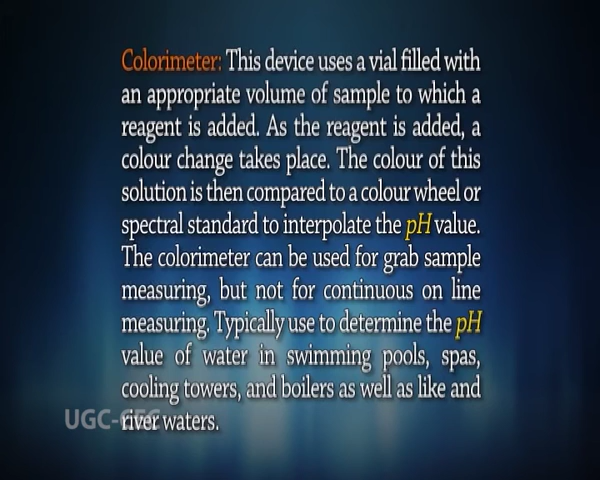 Colorimeter: This device uses a vial filled with
an appropriate volume of sample to which a
reagent is added. As the reagent is added, a
colour change takes place. The colour of this
solution is then compared to a colour wheel or
spectral standard to interpolate the pH value.
The colorimeter can be used for grab sample
measuring, but not for continuous on line
measuring. Typically use to determine the pH
value of water in swimming pools, spas,
cooling towers, and boilers as well as like and
river waters.
UGC-CEC